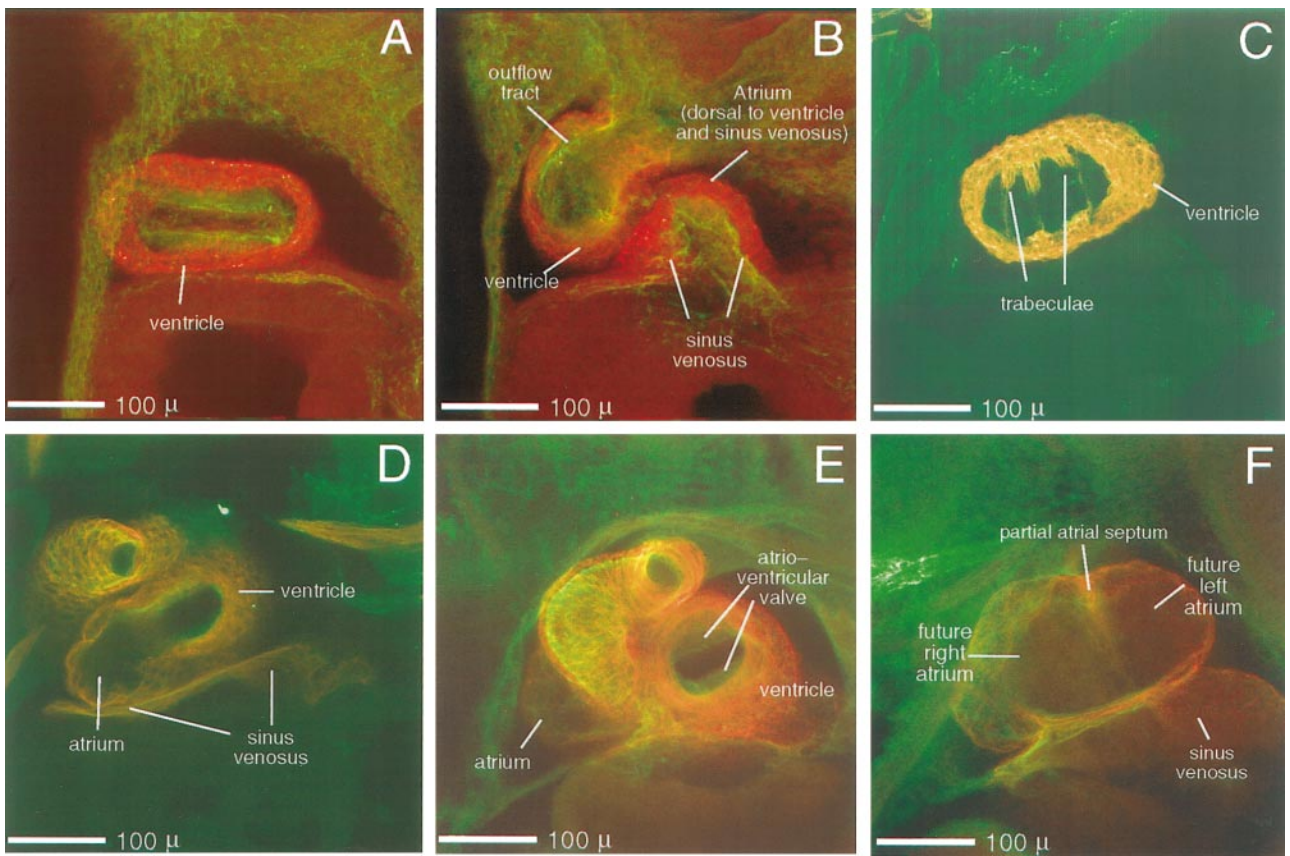 A
ventricle
100 μ
B
outflow
tract
Atrium
(dorsal to ventricle
and sinus venosus)
ventricle
sinus
venosus
100 μ
C
ventricle
trabeculae
100 μ
D
ventricle
atrium
sinus
venosus
100 μ
E
atrio–
ventricular
valve
ventricle
atrium
100 μ
F
partial atrial septum
future
left
atrium
future
right
atrium
sinus
venosus
100 μ